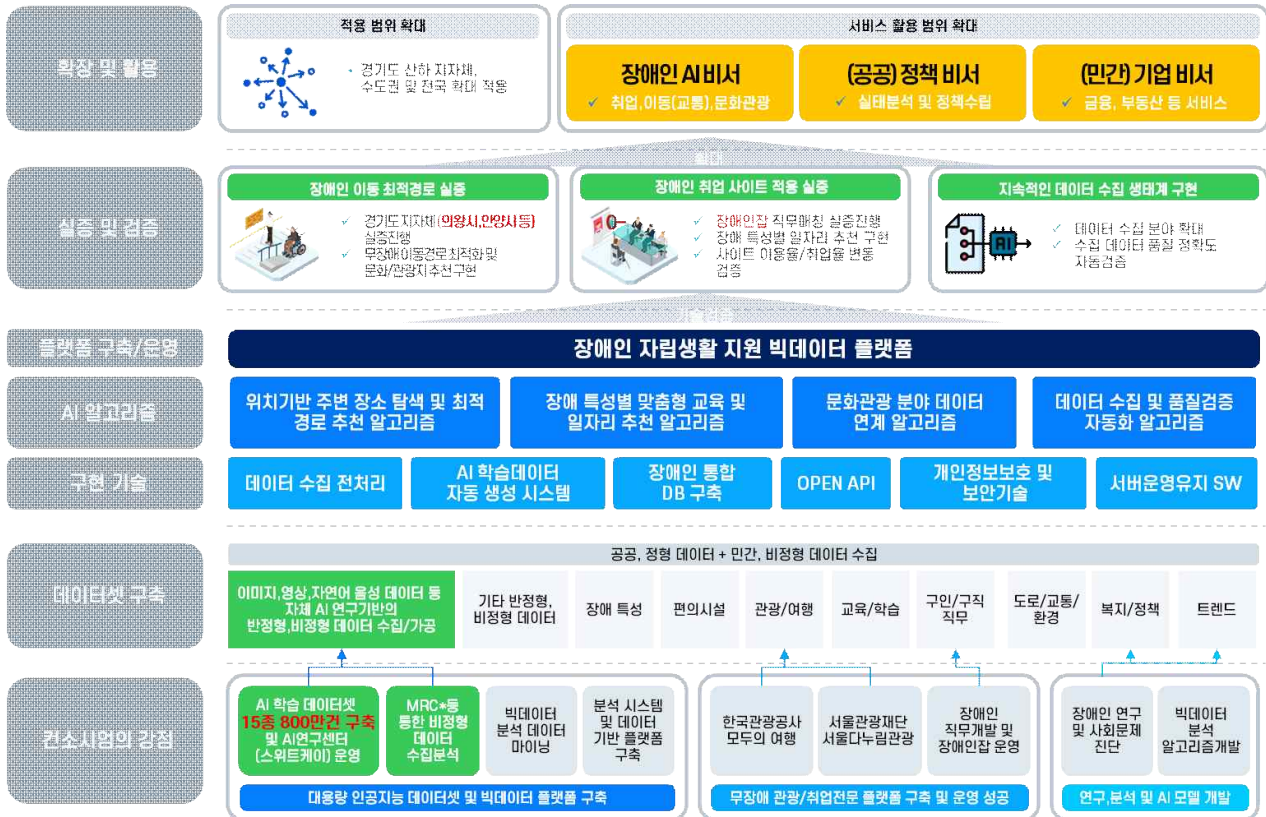 확장 및 활용
적용 범위 확대
· 경기도 산하 지자체,
수도권 및 전국 확대 적용
서비스 활용 범위 확대
장애인 AI 비서
✓ 취업,이동(교통),문화관광
(공공) 정책 비서
✓ 실태분석 및 정책수립
(민간) 기업 비서
✓ 금융, 부동산 등 서비스
확대
실증 및 검증
장애인 이동 최적경로 실증
✓ 경기도지자체(의왕시,안양시등)
실증진행
✓ 무장애이동경로최적화및
문화/관광지추천구현
장애인 취업 사이트 적용 실증
✓ 장애인잡 직무매칭 실증진행
✓ 장애 특성별 일자리 추천 구현
✓ 사이트 이용율/취업율 변동
검증
지속적인 데이터 수집 생태계 구현
AI
✓ 데이터 수집 분야 확대
✓ 수집 데이터 품질 정확도
자동검증
플랫폼 구축/운영
장애인 자립생활 지원 빅데이터 플랫폼
AI 알고리즘
위치기반 주변 장소 탐색 및 최적
경로 추천 알고리즘
장애 특성별 맞춤형 교육 및
일자리 추천 알고리즘
문화관광 분야 데이터
연계 알고리즘
데이터 수집 및 품질검증
자동화 알고리즘
구현 기술
데이터 수집 전처리
AI 학습데이터
자동 생성 시스템
장애인 통합
DB 구축
OPEN API
개인정보보호 및
보안기술
서버운영유지 SW
데이터셋 구축
공공, 정형 데이터 + 민간, 비정형 데이터 수집
이미지,영상,자연어 음성 데이터 등
자체 AI 연구기반의
반정형,비정형 데이터 수집/가공
기타 반정형,
비정형 데이터
장애 특성
편의시설
관광/여행
교육/학습
구인/구직
직무
도로/교통/
환경
복지/정책
트렌드
컨소시엄의 강점
AI 학습 데이터셋
15종 800만건 구축
및 AI연구센터
(스위트케이) 운영
MRC*등
통한 비정형
데이터
수집분석
빅데이터
분석 데이터
마이닝
분석 시스템
및 데이터
기반 플랫폼
구축
대용량 인공지능 데이터셋 및 빅데이터 플랫폼 구축
한국관광공사
모두의 여행
서울관광재단
서울다누림관광
장애인
직무개발 및
장애인잡 운영
무장애 관광/취업전문 플랫폼 구축 및 운영 성공
장애인 연구
및 사회문제
진단
빅데이터
분석
알고리즘개발
연구,분석 및 AI 모델 개발